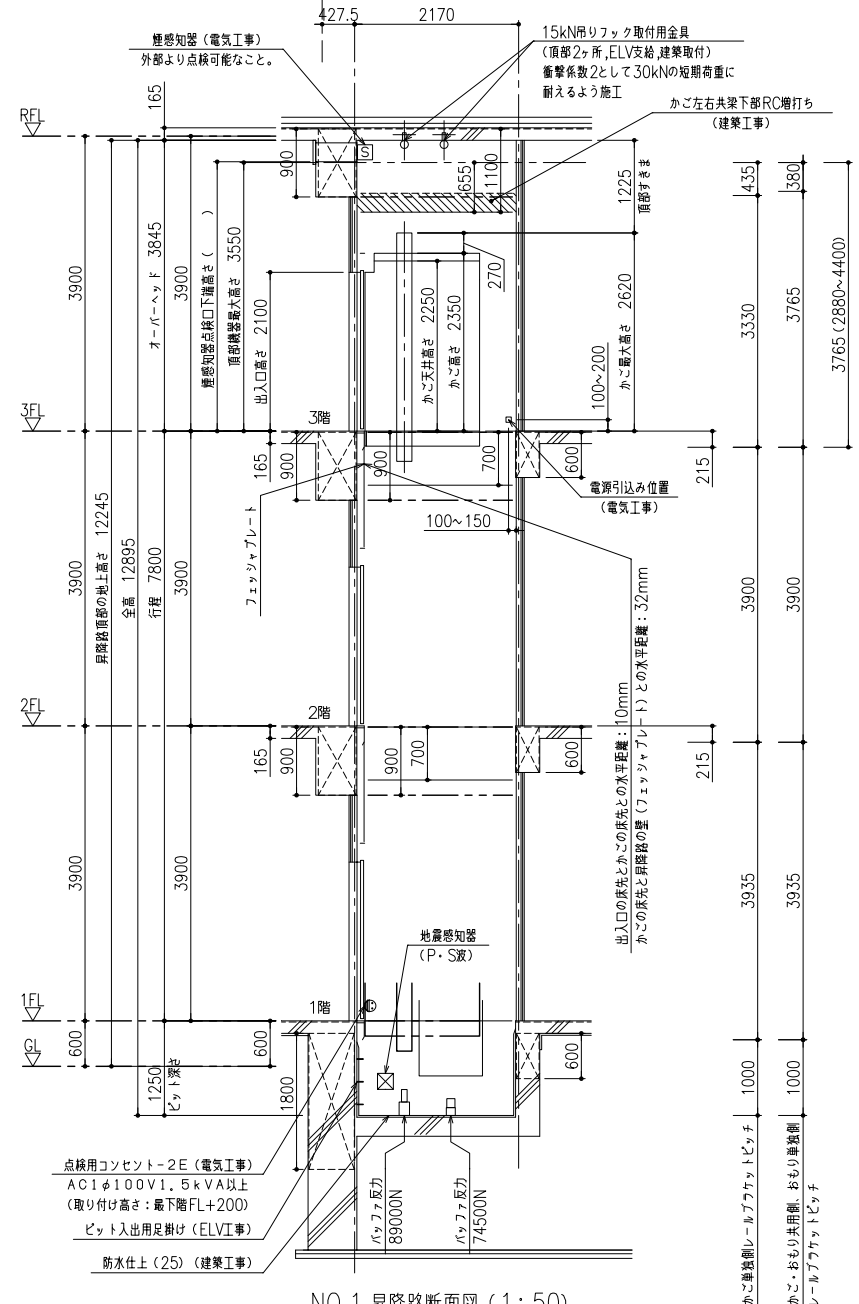 427.5
2170
煙感知器（電気工事）
外部より点検可能なこと。
15kN吊りフック取付用金具
（頂部2ヶ所,ELV支給,建築取付）
衝撃係数2として30kNの短期荷重に
耐えるよう施工
かご左右共梁下部RC増打ち
（建築工事）
165
RFL
900
S
655
1100
1225
頂部すきま
435
380
3900
オーバーヘッド 3845
3900
煙感知器点検口下端高さ（　　）
頂部機器最大高さ 3550
出入口高さ 2100
かご天井高さ 2250
かご高さ 2350
270
100~200
かご最大高さ 2620
3330
3765
3765（2880~4400）
3FL
3階
165
900
900
700
600
215
電源引込み位置
（電気工事）
100~150
フェッシャプレート
昇降路頂部の地上高さ 12245
全高 12895
行程 7800
3900
3900
3900
3900
出入口の床先とかごの床先との水平距離：10mm
かごの床先と昇降路の壁（フェッシャプレート）との水平距離：32mm
2FL
2階
165
900
900
700
600
215
3900
3900
3935
3935
地震感知器
（P・S波）
1FL
1階
GL
600
600
1250
ピット深さ
1800
600
1000
1000
点検用コンセント-2E（電気工事）
AC1φ100V1.5kVA以上
（取り付け高さ：最下階FL+200）
ピット入出用足掛け（ELV工事）
防水仕上（25）（建築工事）
バッファ反力
89000N
バッファ反力
74500N
かご単独側レールブラケットピッチ
かご・おもり共用側、おもり単独側
レールブラケットピッチ
NO.1 昇降路断面図（1：50）